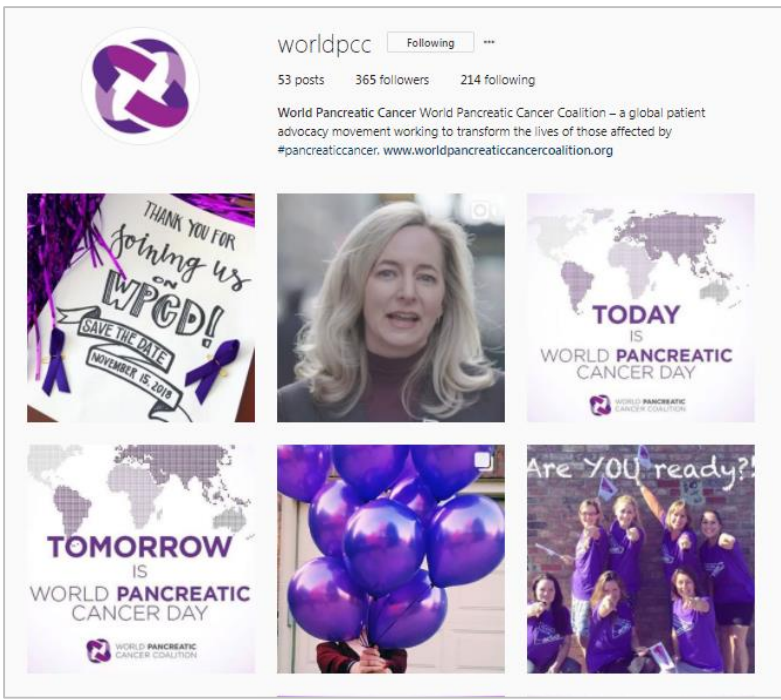 worldpcc Following ...
53 posts 365 followers 214 following
World Pancreatic Cancer World Pancreatic Cancer Coalition – a global patient
advocacy movement working to transform the lives of those affected by
#pancreaticcancer. www.worldpancreaticcancercoalition.org
THANK YOU FOR
Joining us
ON
WPCD!
SAVE THE DATE
NOVEMBER 15, 2018
TODAY
IS
WORLD PANCREATIC
CANCER DAY
WORLD PANCREATIC
CANCER COALITION
TOMORROW
IS
WORLD PANCREATIC
CANCER DAY
WORLD PANCREATIC
CANCER COALITION
Are YOU ready?!